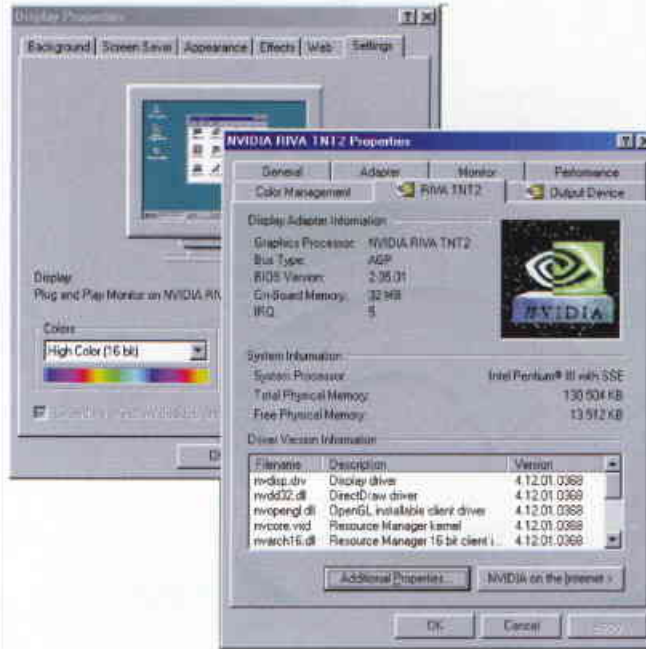 Display Properties
Background Screen Saver Appearance Effects Web Settings
Display:
Plug and Play Monitor on NVIDIA RIV
Colors
High Color (16 bit)
NVIDIA RIVA TNT2 Properties
General Adapter Monitor Performance
Color Management RIVA TNT2 Output Device
Display Adapter Information
Graphics Processor: NVIDIA RIVA TNT2
Bus Type: AGP
BIOS Version: 2.05.01
On-Board Memory: 32 MB
IRQ: 5
NVIDIA
System Information
System Processor: Intel Pentium® III with SSE
Total Physical Memory: 130.604 KB
Free Physical Memory: 13.512 KB
Driver Version Information
Filename Description Version
nvdisp.drv Display driver 4.12.01.0368
nvdd32.dll DirectDraw driver 4.12.01.0368
nvopengl.dll OpenGL installable client driver 4.12.01.0368
nvcore.vxd Resource Manager kernel 4.12.01.0368
nvarch16.dll Resource Manager 16 bit client i... 4.12.01.0368
Additional Properties... NVIDIA on the Internet >
OK Cancel Apply